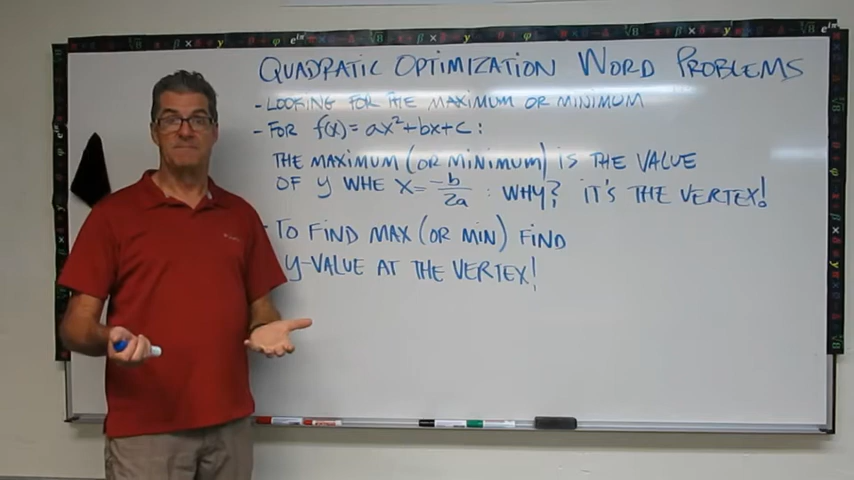 QUADRATIC OPTIMIZATION WORD PROBLEMS
- LOOKING FOR THE MAXIMUM OR MINIMUM
- FOR f(x) = ax²+bx+c :
THE MAXIMUM (OR MINIMUM) IS THE VALUE
OF y WHE x = -b/2a : WHY? IT'S THE VERTEX!
- TO FIND MAX (OR MIN) FIND
y-VALUE AT THE VERTEX!